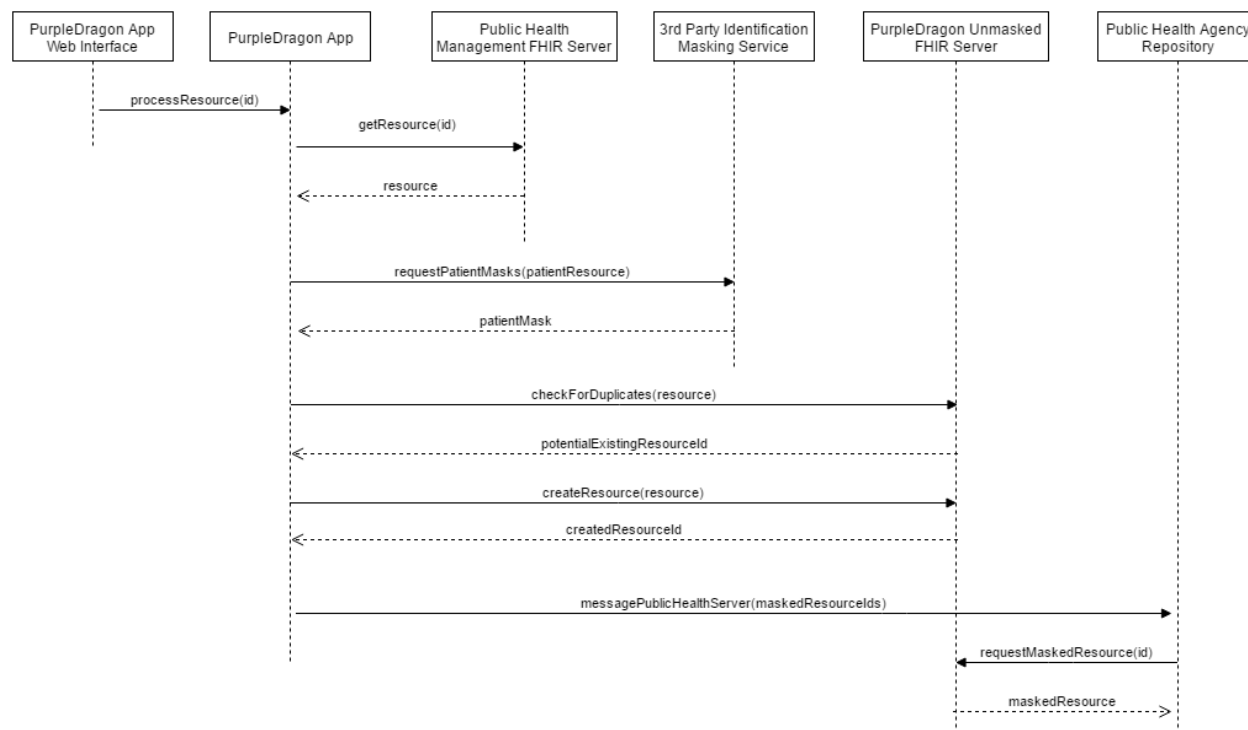 PurpleDragon App
Web Interface
PurpleDragon App
Public Health
Management FHIR Server
3rd Party Identification
Masking Service
PurpleDragon Unmasked
FHIR Server
Public Health Agency
Repository
processResource(id)
getResource(id)
resource
requestPatientMasks(patientResource)
patientMask
checkForDuplicates(resource)
potentialExistingResourceId
createResource(resource)
createdResourceId
messagePublicHealthServer(maskedResourceIds)
requestMaskedResource(id)
maskedResource